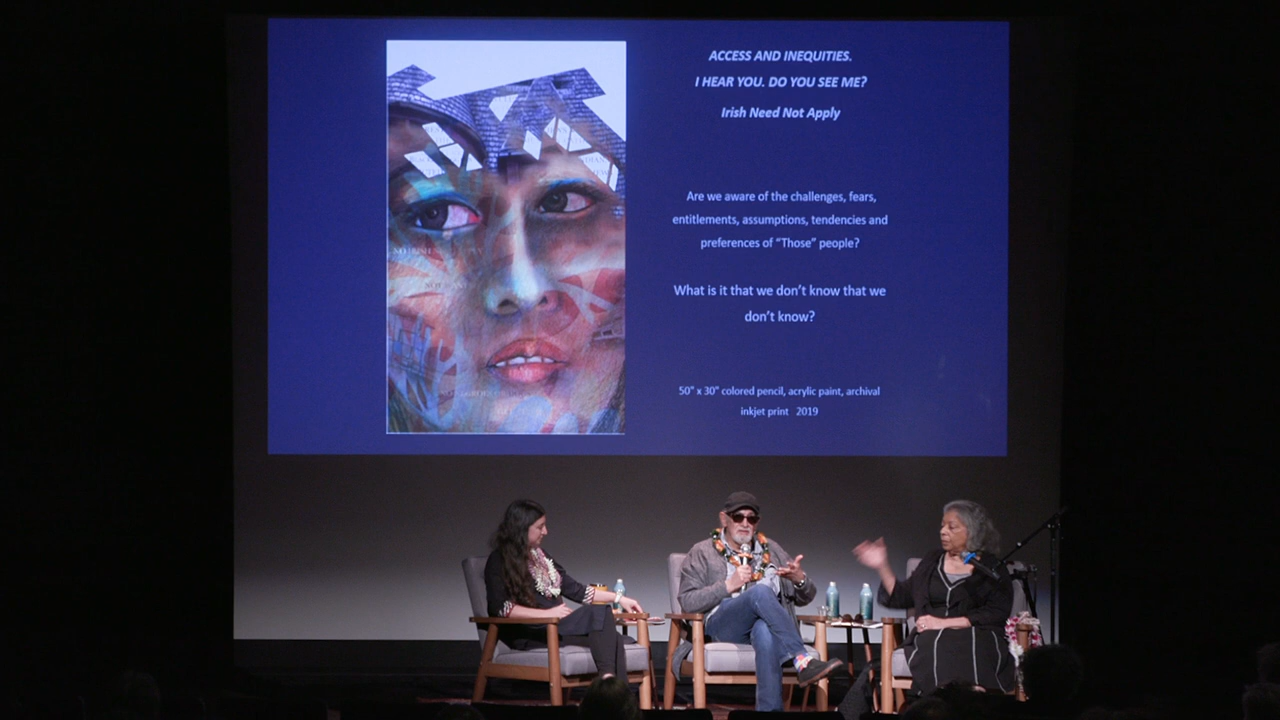 ACCESS AND INEQUITIES.
I HEAR YOU. DO YOU SEE ME?
Irish Need Not Apply
Are we aware of the challenges, fears,
entitlements, assumptions, tendencies and
preferences of “Those” people?
What is it that we don’t know that we
don’t know?
50" x 30" colored pencil, acrylic paint, archival
inkjet print 2019